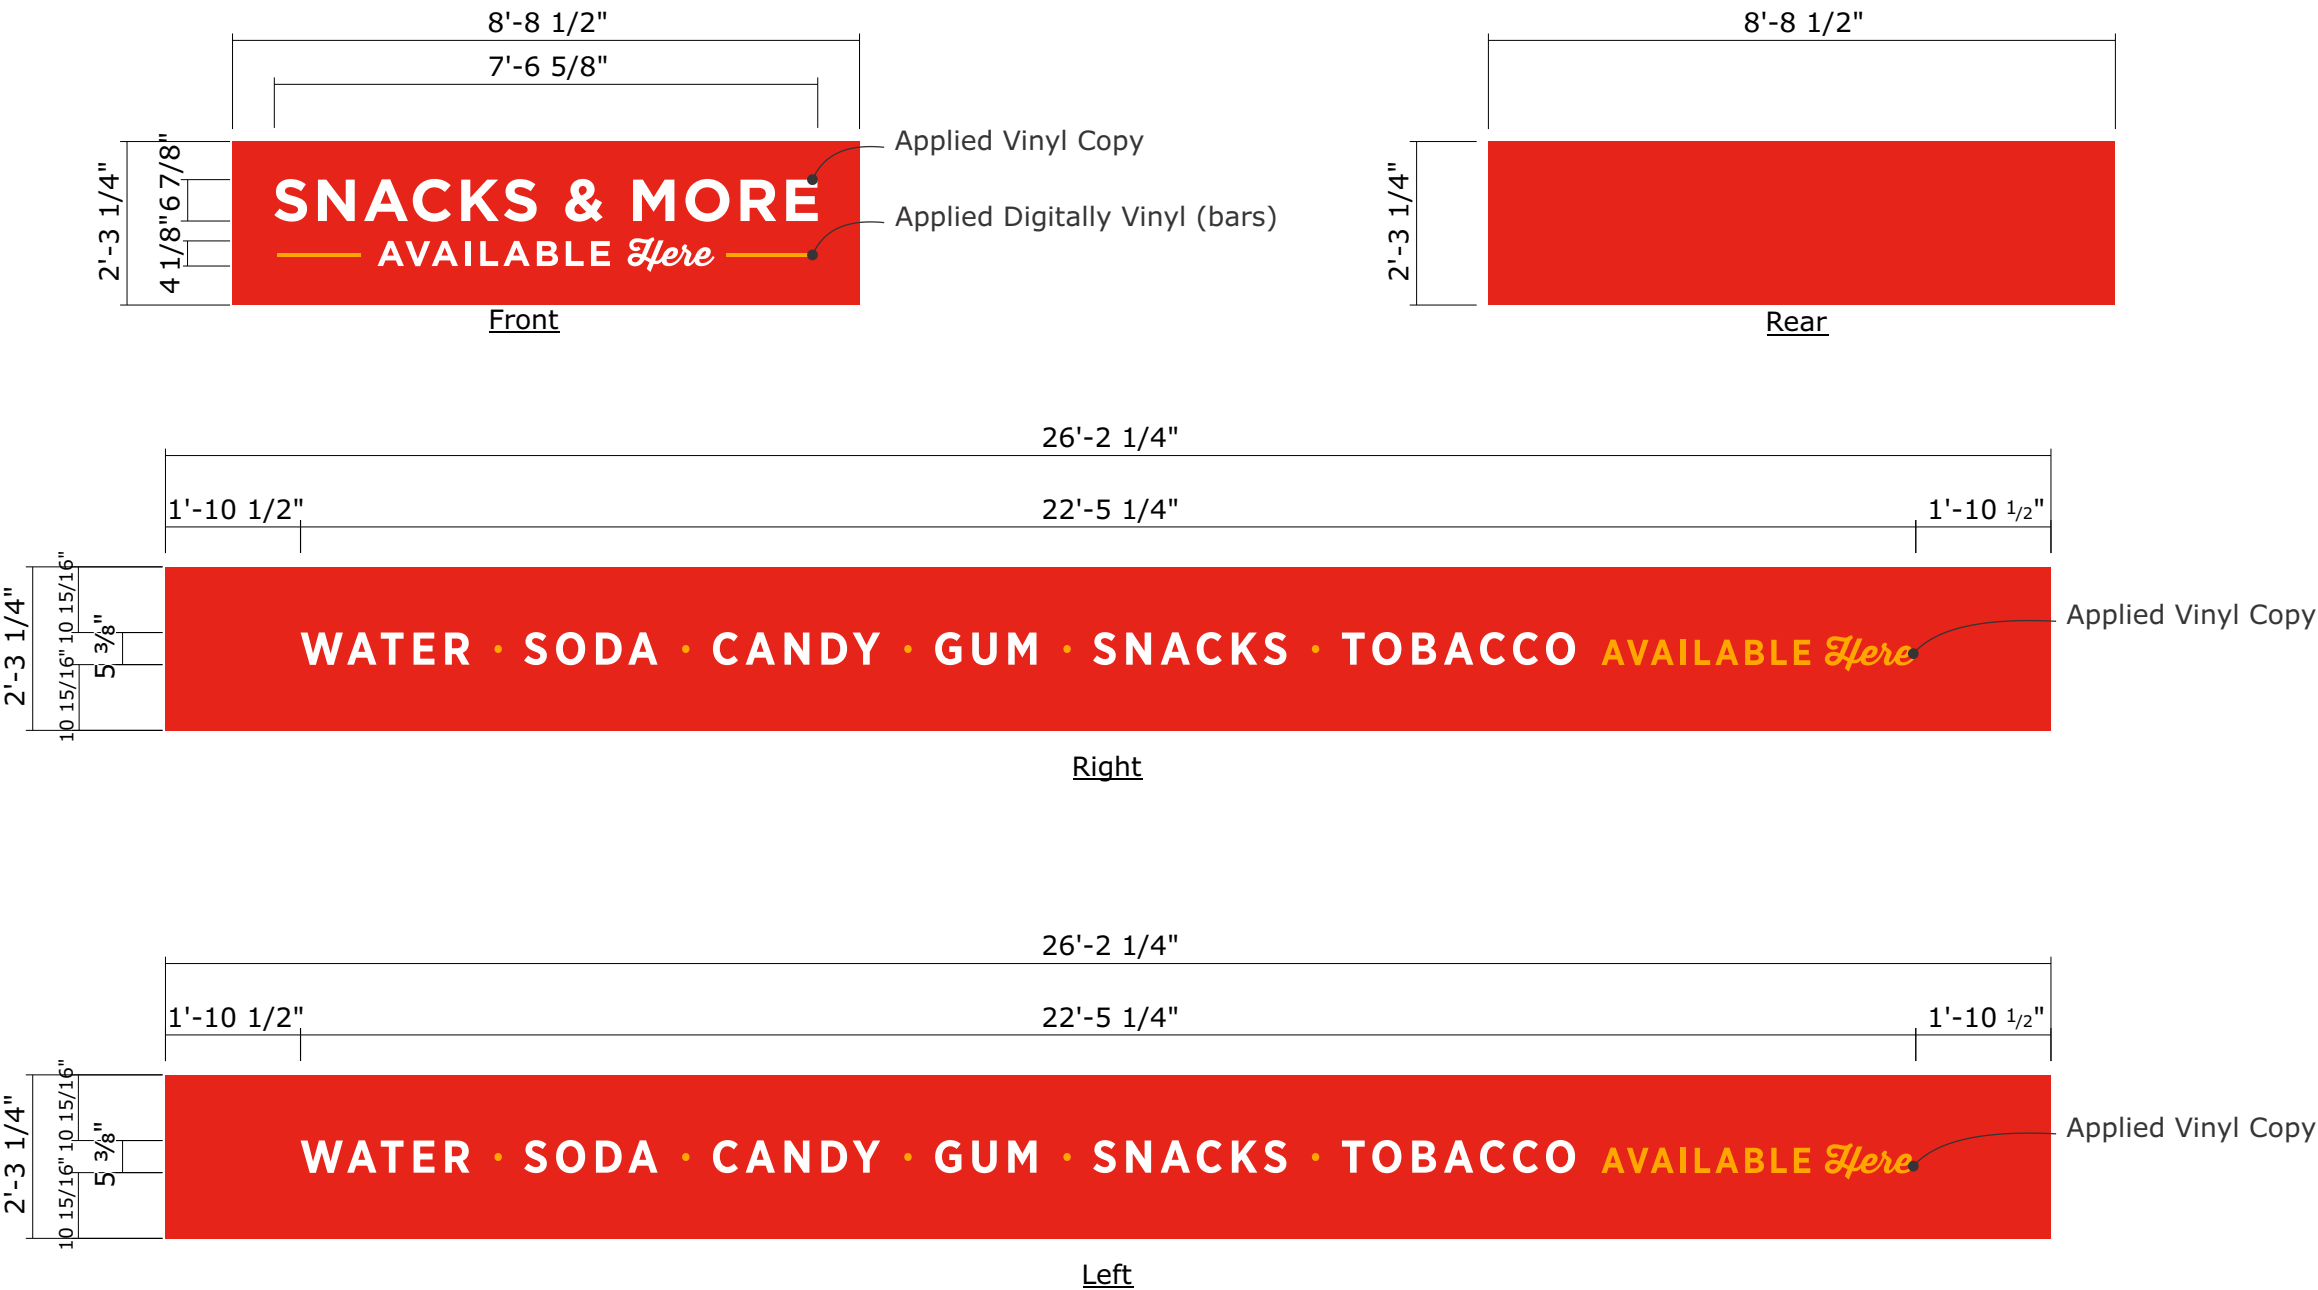 8'-8 1/2"
7'-6 5/8"
2'-3 1/4"
6 7/8"
4 1/8"
SNACKS & MORE
AVAILABLE Here
Applied Vinyl Copy
Applied Digitally Vinyl (bars)
Front
8'-8 1/2"
2'-3 1/4"
Rear
26'-2 1/4"
1'-10 1/2"
22'-5 1/4"
1'-10 1/2"
2'-3 1/4"
10 15/16"
5 3/8"
10 15/16"
WATER · SODA · CANDY · GUM · SNACKS · TOBACCO AVAILABLE Here
Applied Vinyl Copy
Right
26'-2 1/4"
1'-10 1/2"
22'-5 1/4"
1'-10 1/2"
2'-3 1/4"
10 15/16"
5 3/8"
10 15/16"
WATER · SODA · CANDY · GUM · SNACKS · TOBACCO AVAILABLE Here
Applied Vinyl Copy
Left